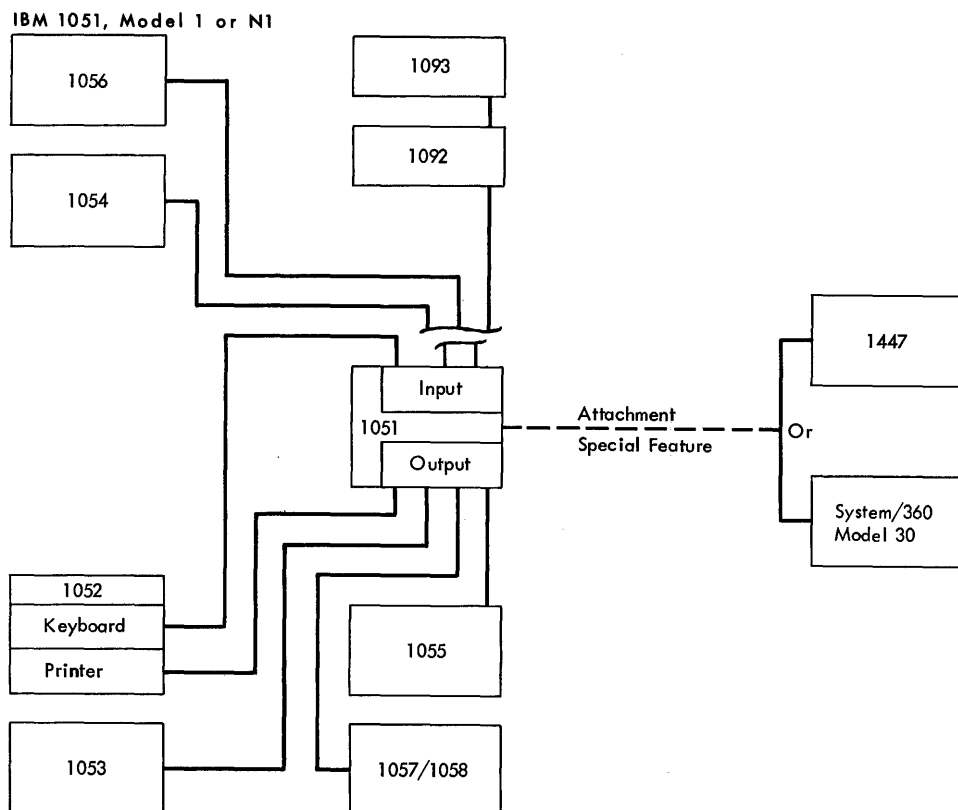 IBM 1051, Model 1 or N1
1056
1093
1092
1054
1447
Input
1051
Attachment
Special Feature
Or
Output
System/360
Model 30
1052
Keyboard
Printer
1055
1053
1057/1058